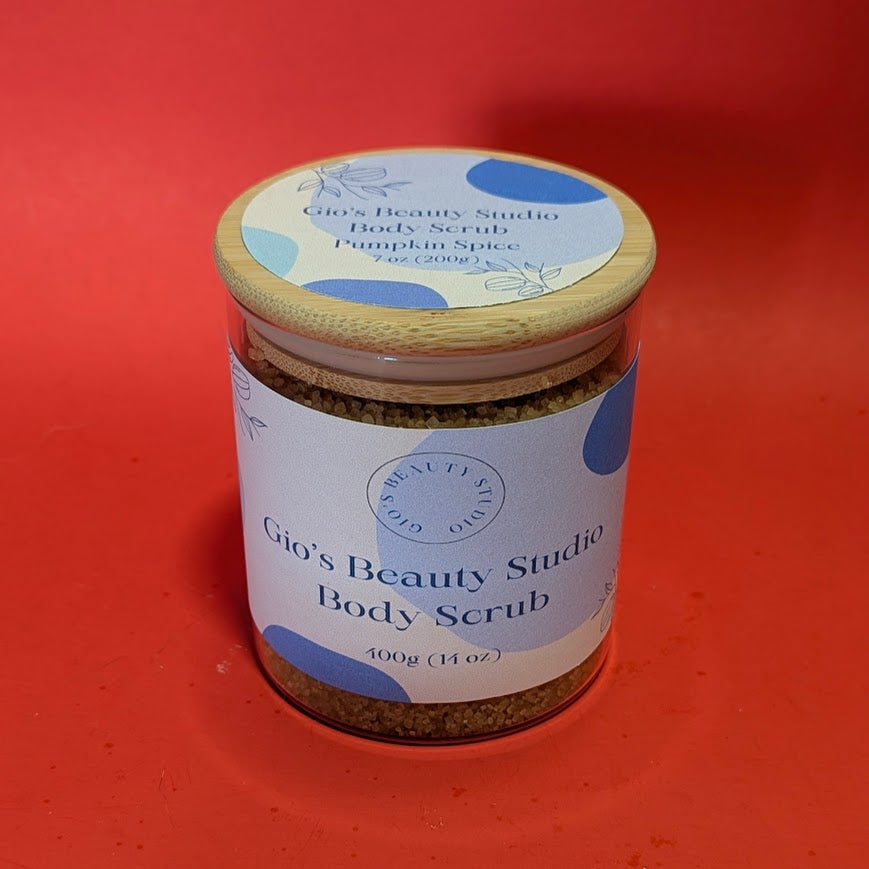 Gio's Beauty Studio
Body Scrub
Pumpkin Spice
7 oz (200g)
GIO'S BEAUTY STUDIO
Gio's Beauty Studio
Body Scrub
400g (14 oz)